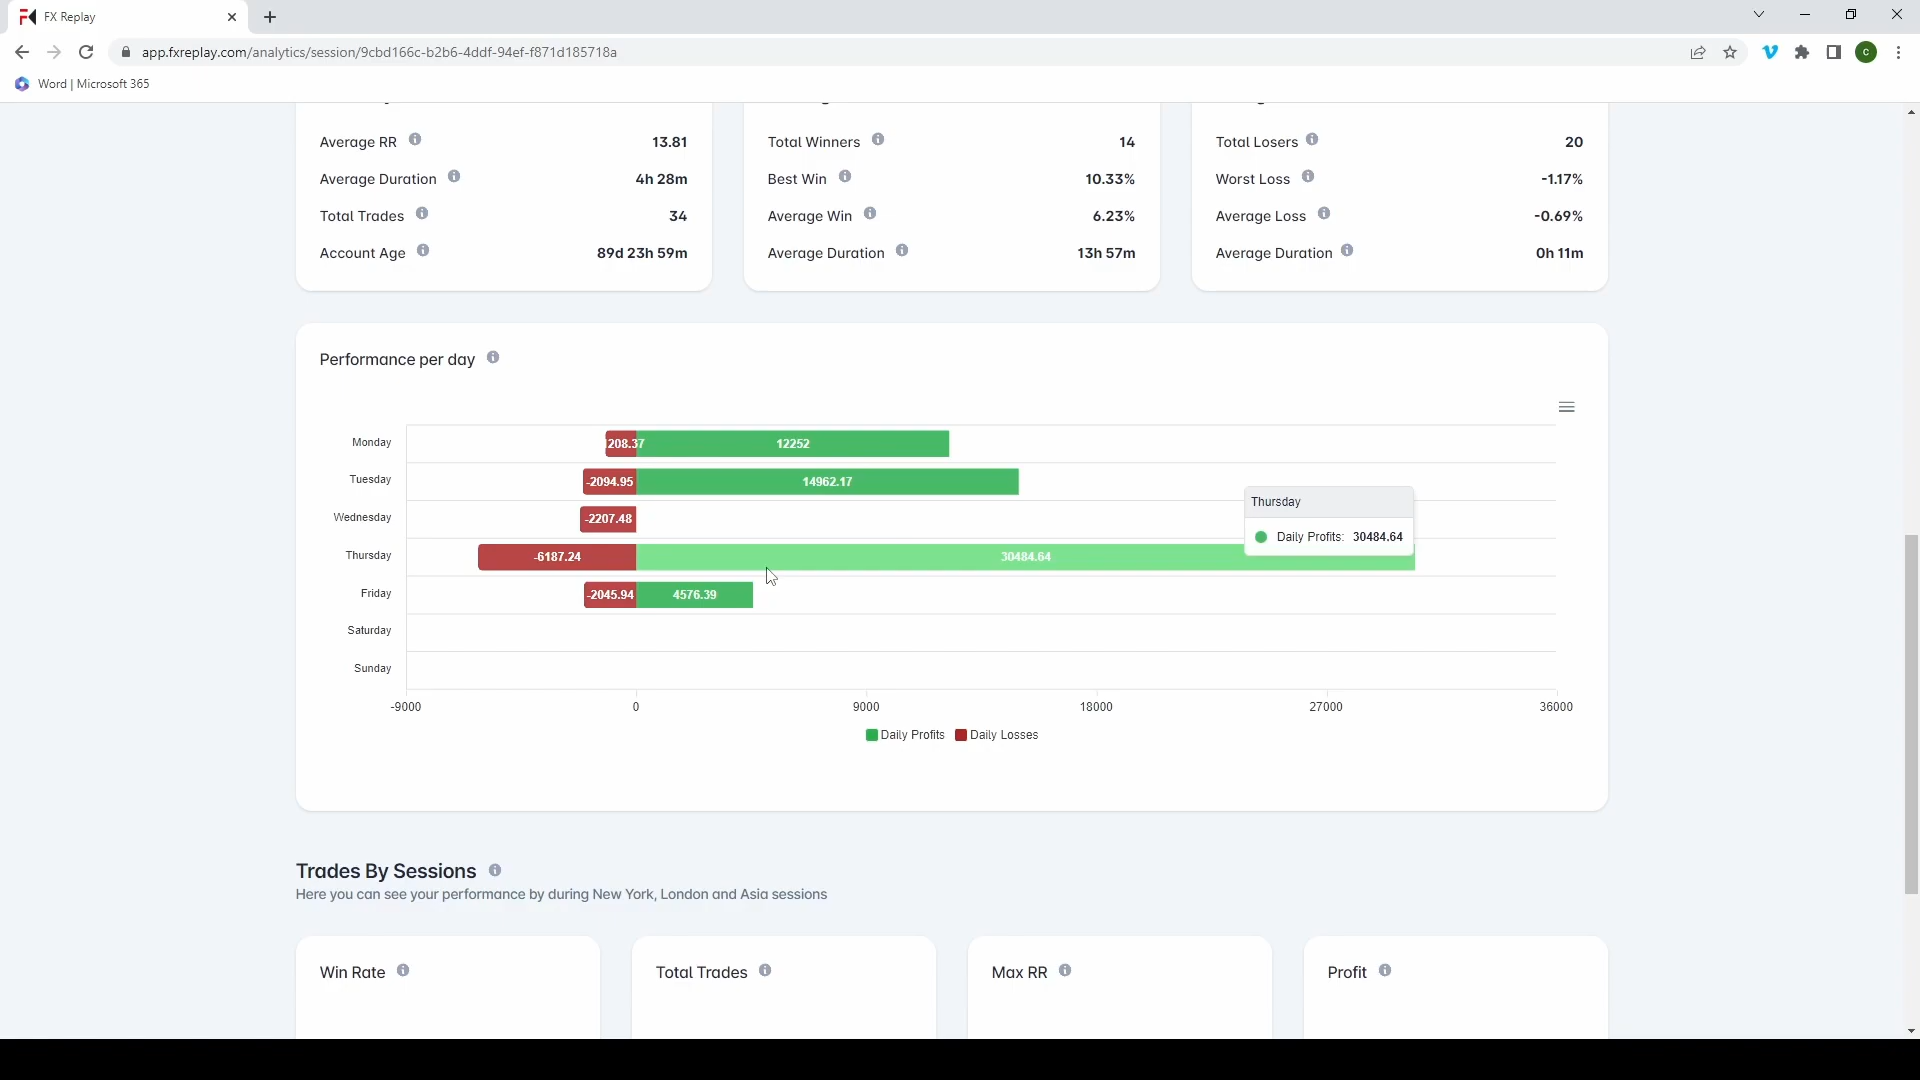 FX Replay
app.fxreplay.com/analytics/session/9cbd166c-b2b6-4ddf-94ef-f871d185718a
C
Word | Microsoft 365
Average RR 13.81
Average Duration 4h 28m
Total Trades 34
Account Age 89d 23h 59m
Total Winners 14
Best Win 10.33%
Average Win 6.23%
Average Duration 13h 57m
Total Losers 20
Worst Loss -1.17%
Average Loss -0.69%
Average Duration 0h 11m
Performance per day
Monday 208.37 12252
Tuesday -2094.95 14962.17
Wednesday -2207.48
Thursday -6187.24 30484.64
Thursday
Daily Profits: 30484.64
Friday -2045.94 4576.39
Saturday
Sunday
-9000 0 9000 18000 27000 36000
Daily Profits Daily Losses
Trades By Sessions
Here you can see your performance by during New York, London and Asia sessions
Win Rate
Total Trades
Max RR
Profit